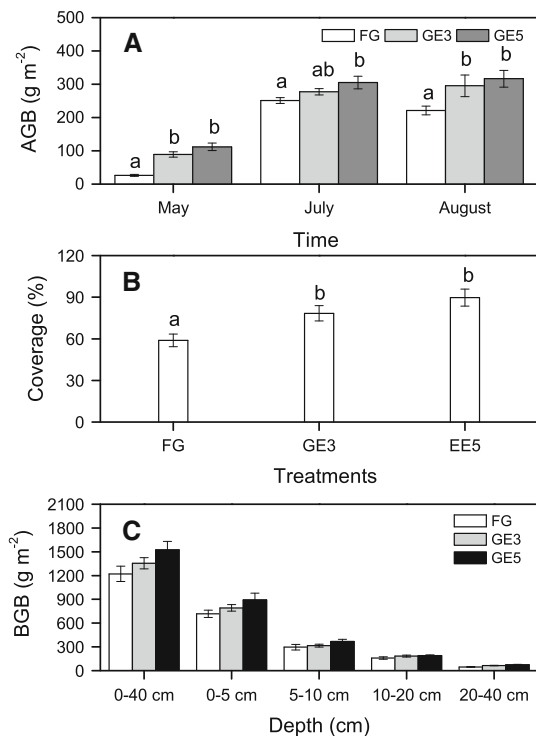 A
FG GE3 GE5
AGB (g m-2)
500
400
300
200
100
0
a b b
a ab b
a b b
May July August
Time
B
Coverage (%)
120
90
60
30
0
a b b
FG GE3 EE5
Treatments
C
FG
GE3
GE5
BGB (g m-2)
2100
1800
1500
1200
900
600
300
0
0-40 cm 0-5 cm 5-10 cm 10-20 cm 20-40 cm
Depth (cm)